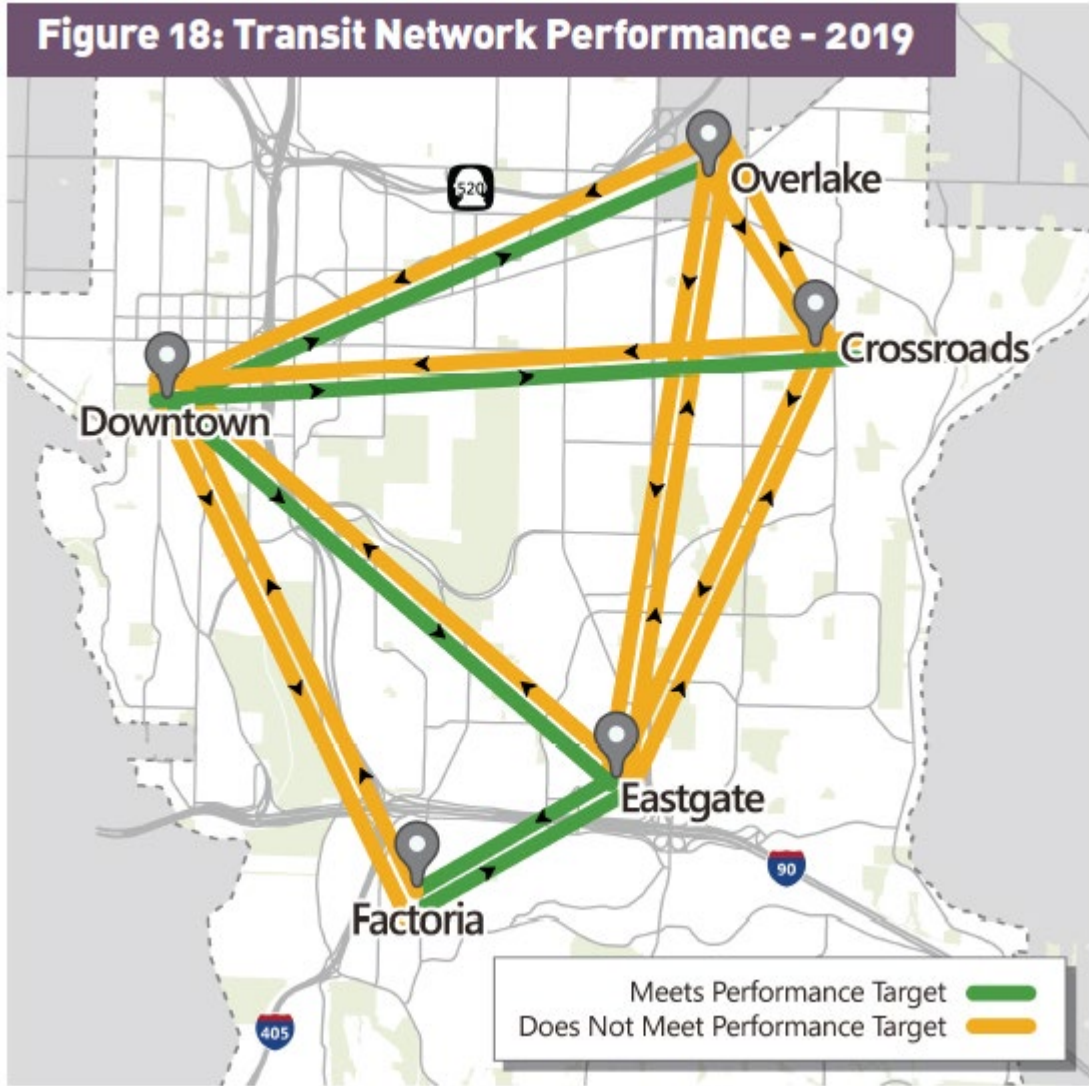 Figure 18: Transit Network Performance - 2019
520
Overlake
Crossroads
Downtown
Eastgate
90
Factoria
405
Meets Performance Target
Does Not Meet Performance Target